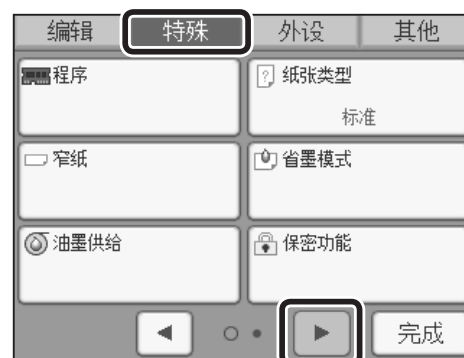 编辑 特殊 外设 其他
程序 纸张类型
标准
窄纸 省墨模式
油墨供给 保密功能
完成